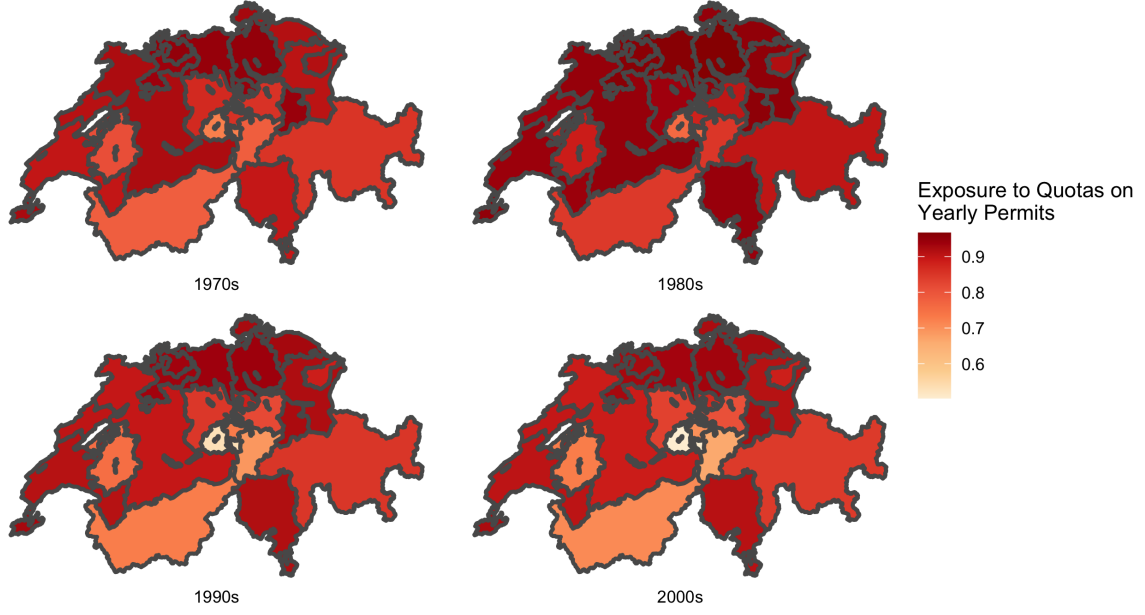 1970s
1980s
Exposure to Quotas on
Yearly Permits
0.9
0.8
0.7
0.6
1990s
2000s